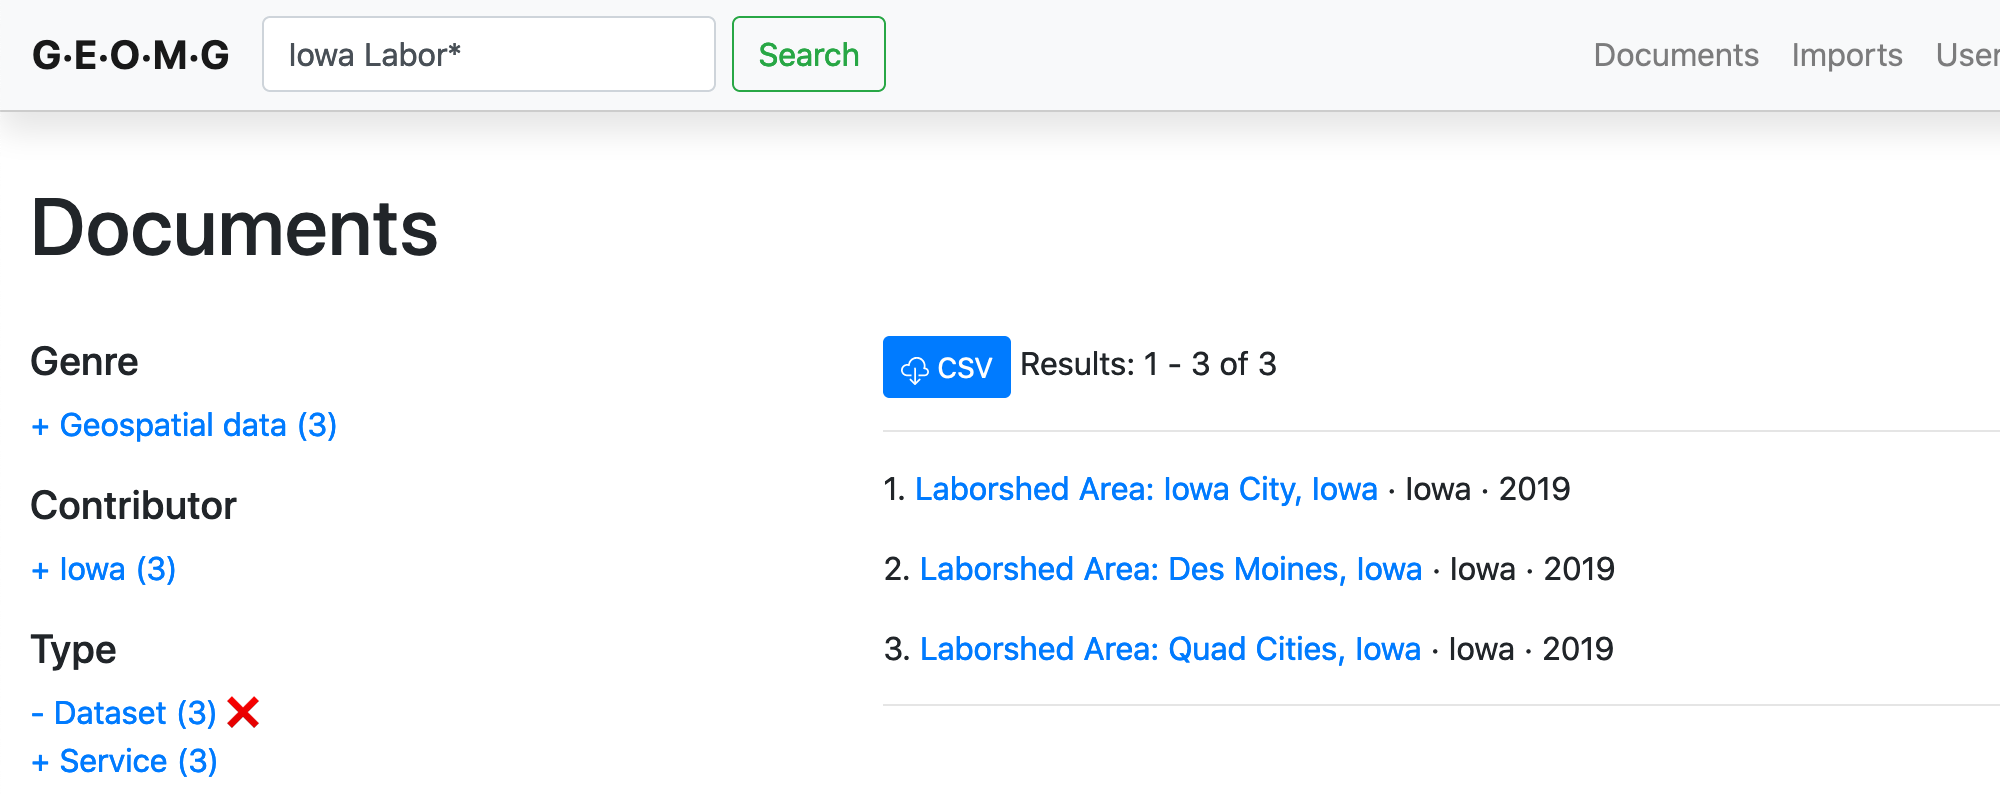 G·E·O·M·G Iowa Labor* Search Documents Imports User
Documents
Genre
+ Geospatial data (3)
Contributor
+ Iowa (3)
Type
- Dataset (3) ❌
+ Service (3)
CSV Results: 1 - 3 of 3
1. Laborshed Area: Iowa City, Iowa · Iowa · 2019
2. Laborshed Area: Des Moines, Iowa · Iowa · 2019
3. Laborshed Area: Quad Cities, Iowa · Iowa · 2019